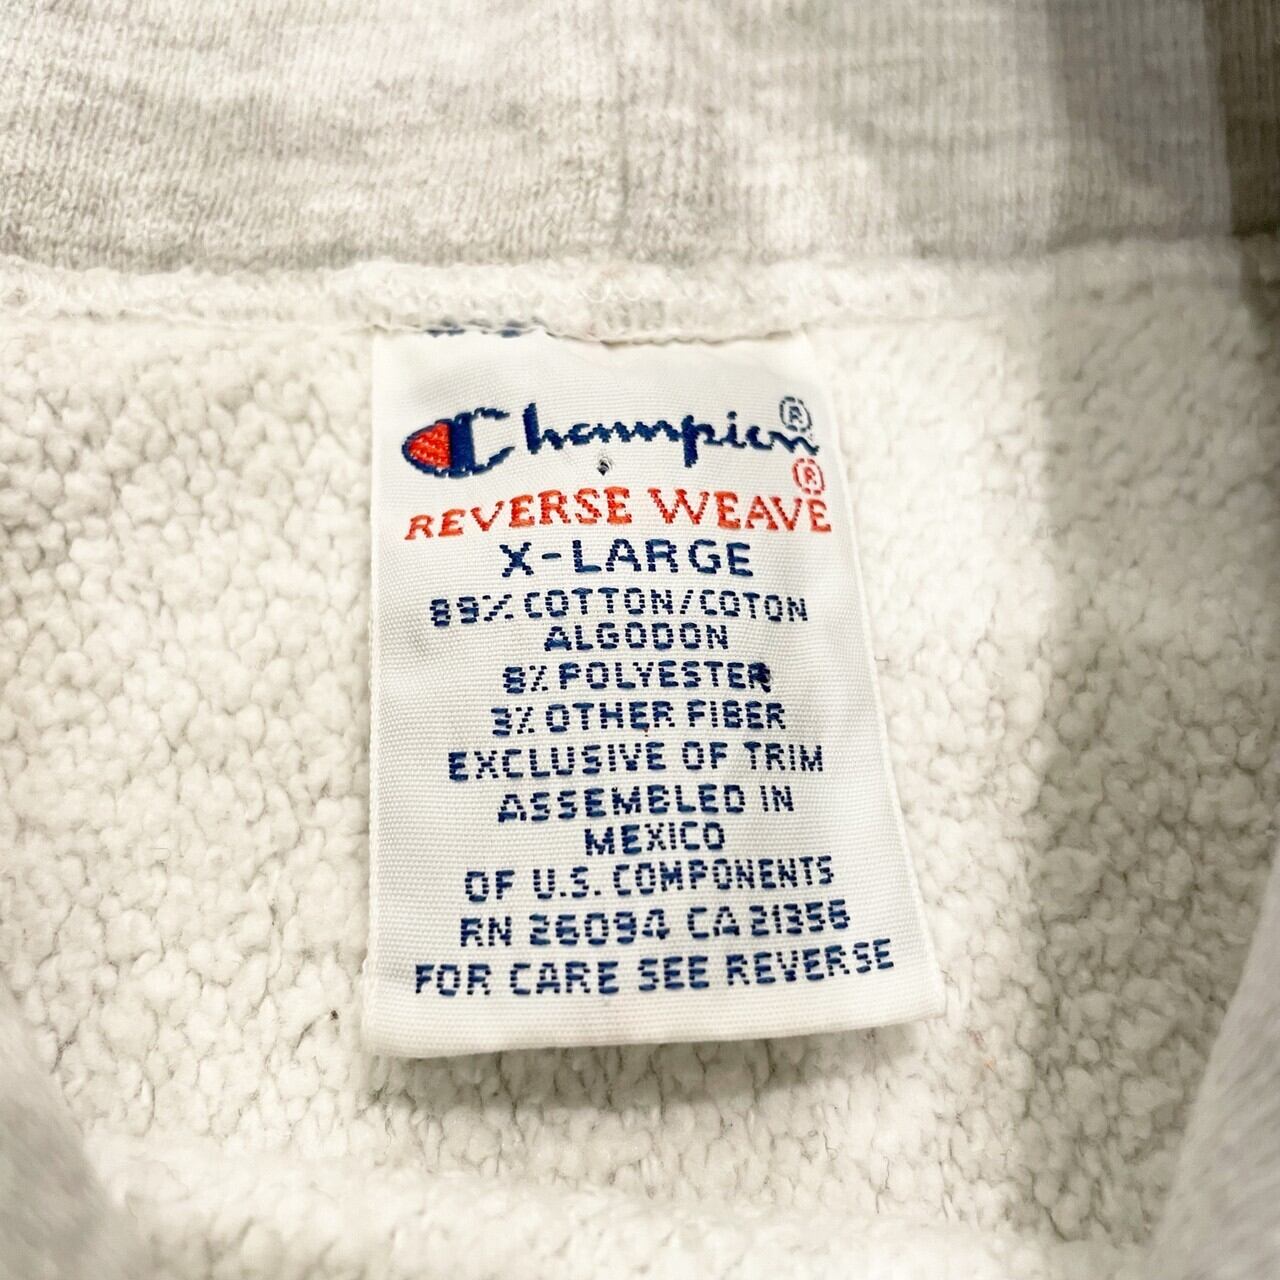 Champion®
REVERSE WEAVE®
X-LARGE
89% COTTON/COTON
ALGODON
8% POLYESTER
3% OTHER FIBER
EXCLUSIVE OF TRIM
ASSEMBLED IN
MEXICO
OF U.S. COMPONENTS
RN 26094 CA 21356
FOR CARE SEE REVERSE